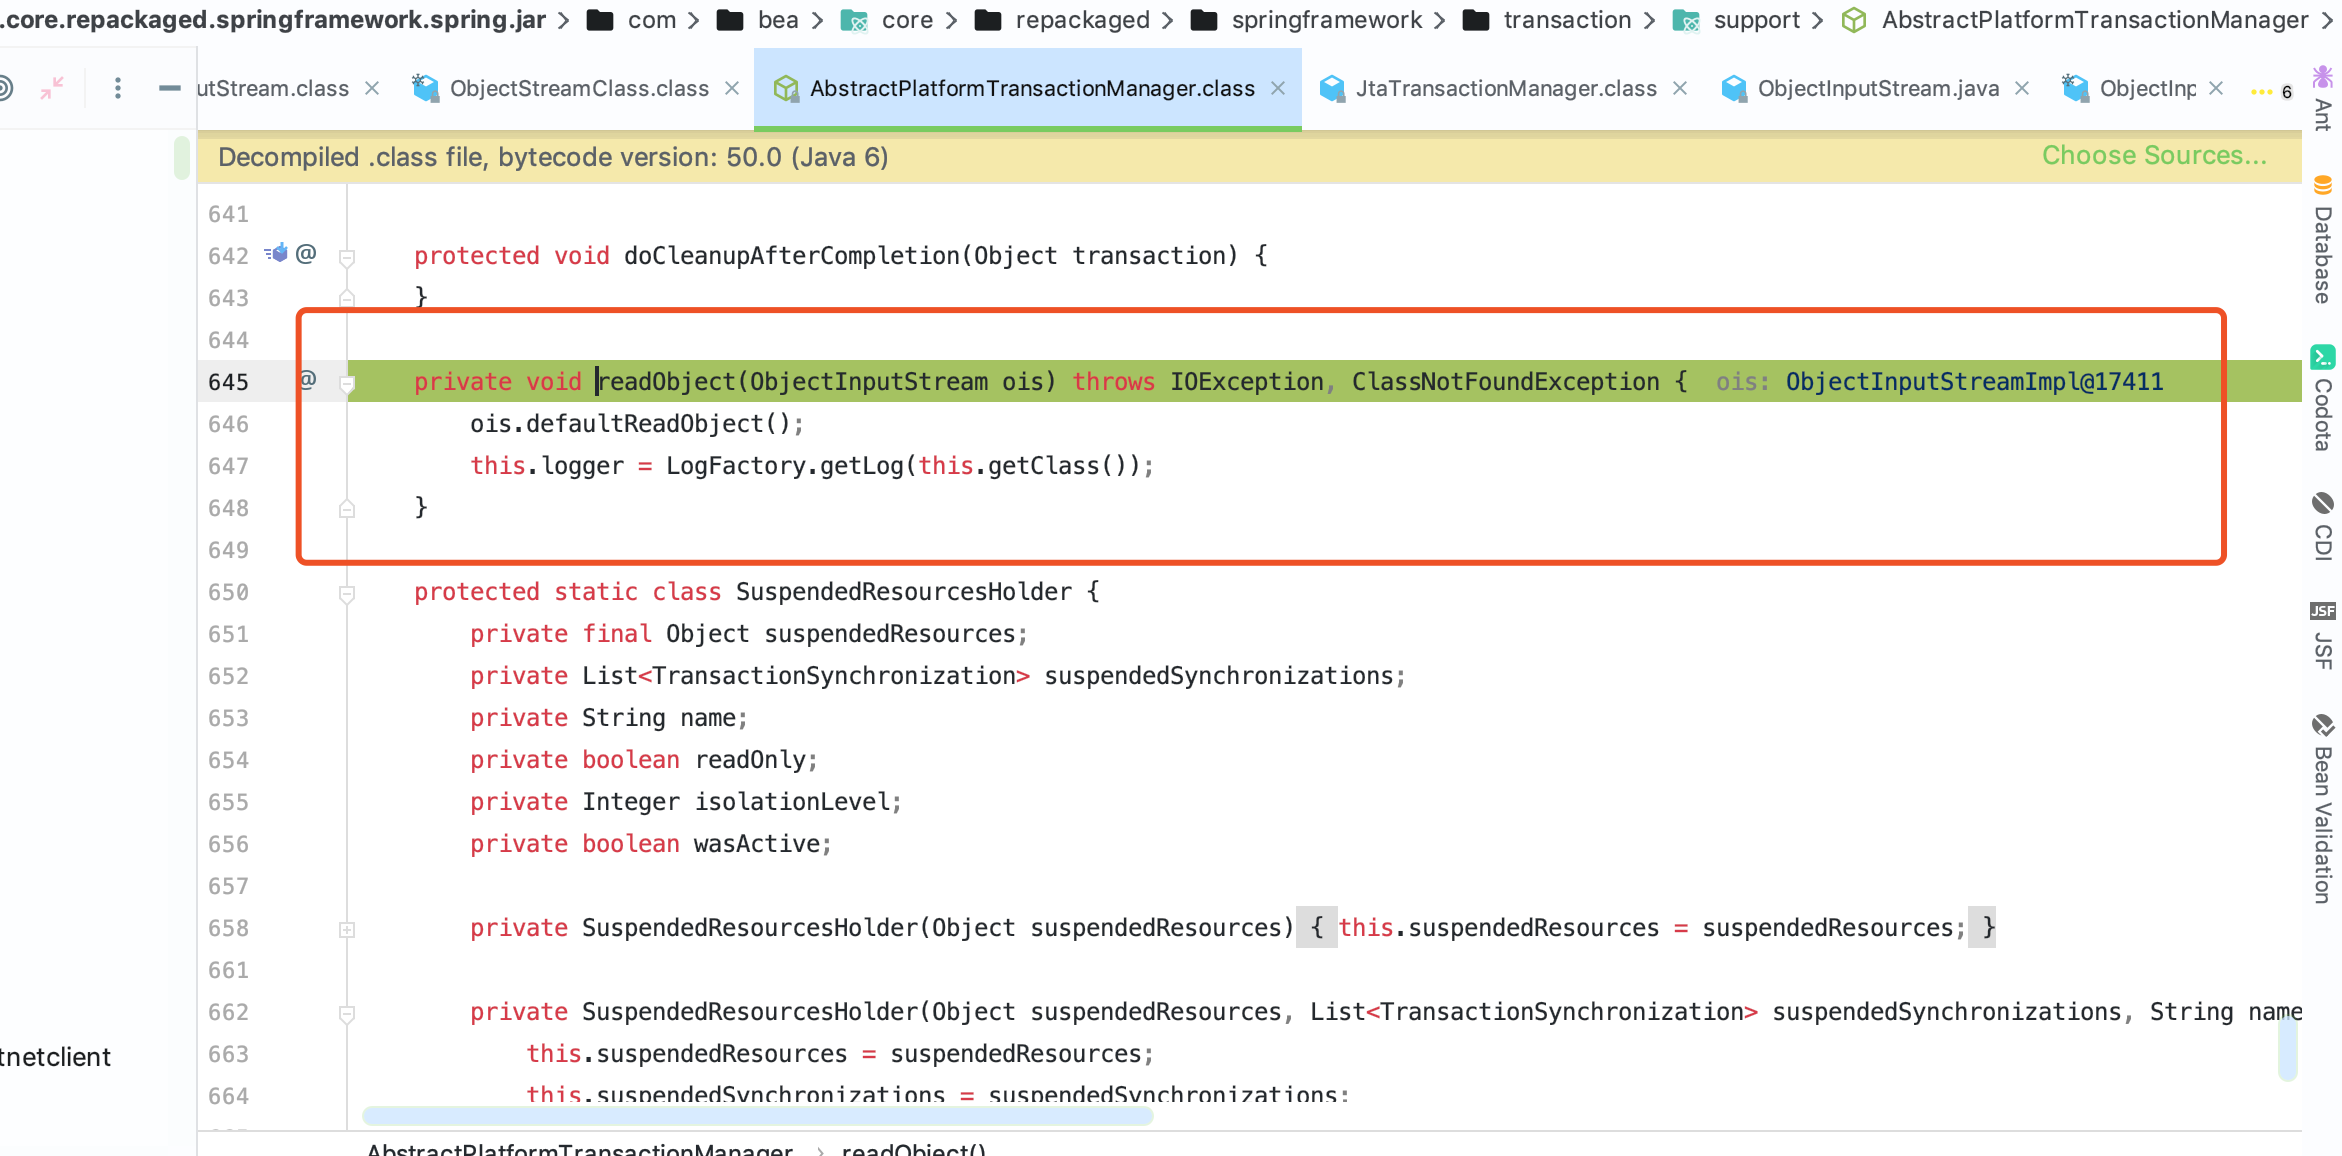 .core.repackaged.springframework.spring.jar > com > bea > core > repackaged > springframework > transaction > support > AbstractPlatformTransactionManager >
utStream.class × ObjectStreamClass.class × AbstractPlatformTransactionManager.class × JtaTransactionManager.class × ObjectInputStream.java × ObjectInp × 6
Decompiled .class file, bytecode version: 50.0 (Java 6) Choose Sources...
641
642 @ protected void doCleanupAfterCompletion(Object transaction) {
643 }
644
645 @ private void readObject(ObjectInputStream ois) throws IOException, ClassNotFoundException { ois: ObjectInputStreamImpl@17411
646 ois.defaultReadObject();
647 this.logger = LogFactory.getLog(this.getClass());
648 }
649
650 protected static class SuspendedResourcesHolder {
651 private final Object suspendedResources;
652 private List<TransactionSynchronization> suspendedSynchronizations;
653 private String name;
654 private boolean readOnly;
655 private Integer isolationLevel;
656 private boolean wasActive;
657
658 private SuspendedResourcesHolder(Object suspendedResources) { this.suspendedResources = suspendedResources; }
661
662 private SuspendedResourcesHolder(Object suspendedResources, List<TransactionSynchronization> suspendedSynchronizations, String name
663 this.suspendedResources = suspendedResources;
664 this.suspendedSynchronizations = suspendedSynchronizations;
AbstractPlatformTransactionManager > readObject()
tnetclient
Ant
Database
Codota
CDI
JSF
JSF
Bean Validation